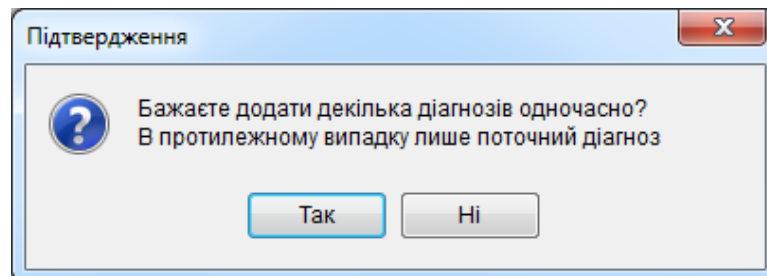 Підтвердження
Бажаєте додати декілька діагнозів одночасно?
В протилежному випадку лише поточний діагноз
Так
Ні